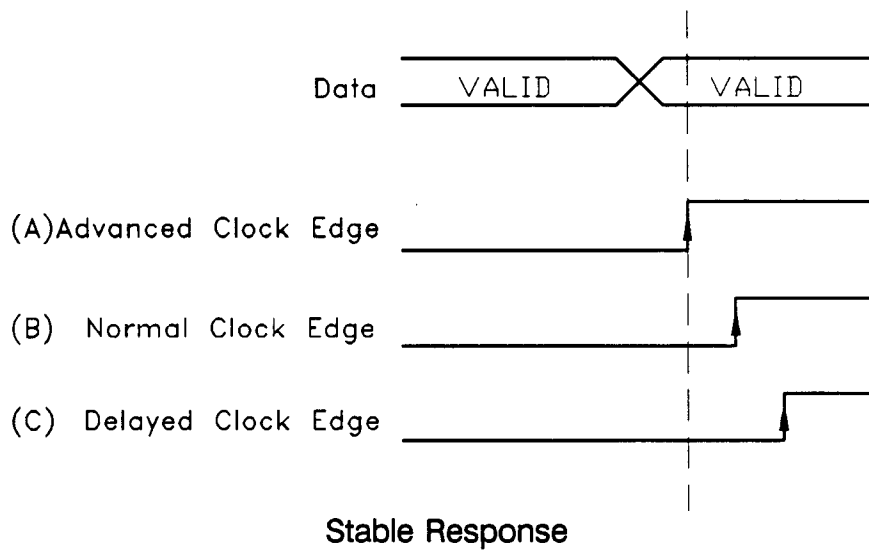 Data VALID VALID
(A)Advanced Clock Edge
(B) Normal Clock Edge
(C) Delayed Clock Edge
Stable Response